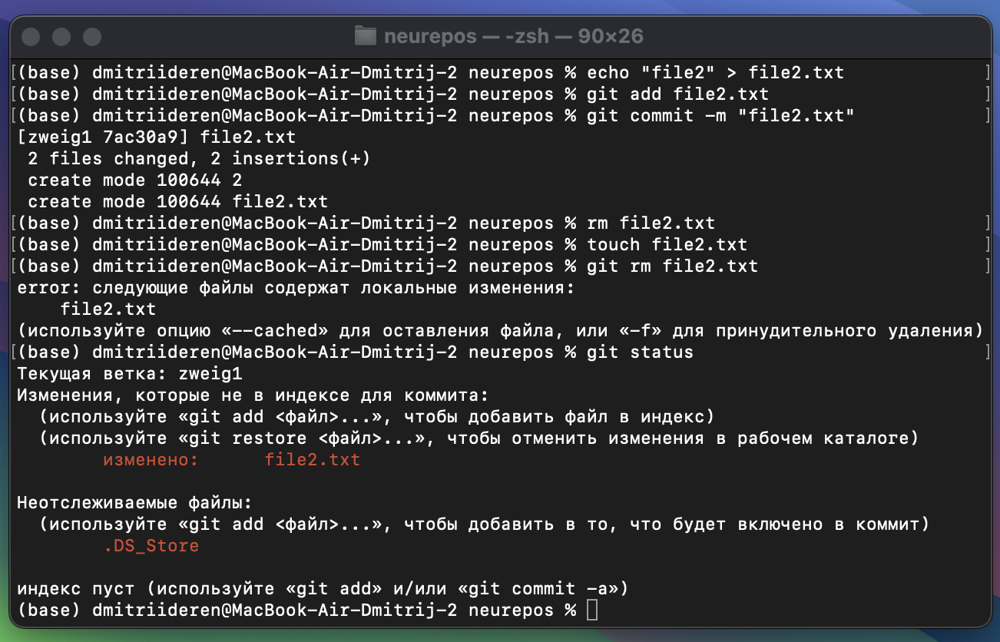 neurepos — -zsh — 90×26
[(base) dmitriideren@MacBook-Air-Dmitrij-2 neurepos % echo "file2" > file2.txt ]
[(base) dmitriideren@MacBook-Air-Dmitrij-2 neurepos % git add file2.txt ]
[(base) dmitriideren@MacBook-Air-Dmitrij-2 neurepos % git commit -m "file2.txt" ]
[zweig1 7ac30a9] file2.txt
 2 files changed, 2 insertions(+)
 create mode 100644 2
 create mode 100644 file2.txt
[(base) dmitriideren@MacBook-Air-Dmitrij-2 neurepos % rm file2.txt ]
[(base) dmitriideren@MacBook-Air-Dmitrij-2 neurepos % touch file2.txt ]
[(base) dmitriideren@MacBook-Air-Dmitrij-2 neurepos % git rm file2.txt ]
error: следующие файлы содержат локальные изменения:
    file2.txt
(используйте опцию «--cached» для оставления файла, или «-f» для принудительного удаления)
[(base) dmitriideren@MacBook-Air-Dmitrij-2 neurepos % git status ]
Текущая ветка: zweig1
Изменения, которые не в индексе для коммита:
  (используйте «git add <файл>...», чтобы добавить файл в индекс)
  (используйте «git restore <файл>...», чтобы отменить изменения в рабочем каталоге)
        изменено:      file2.txt
Неотслеживаемые файлы:
  (используйте «git add <файл>...», чтобы добавить в то, что будет включено в коммит)
        .DS_Store
индекс пуст (используйте «git add» и/или «git commit -a»)
(base) dmitriideren@MacBook-Air-Dmitrij-2 neurepos %